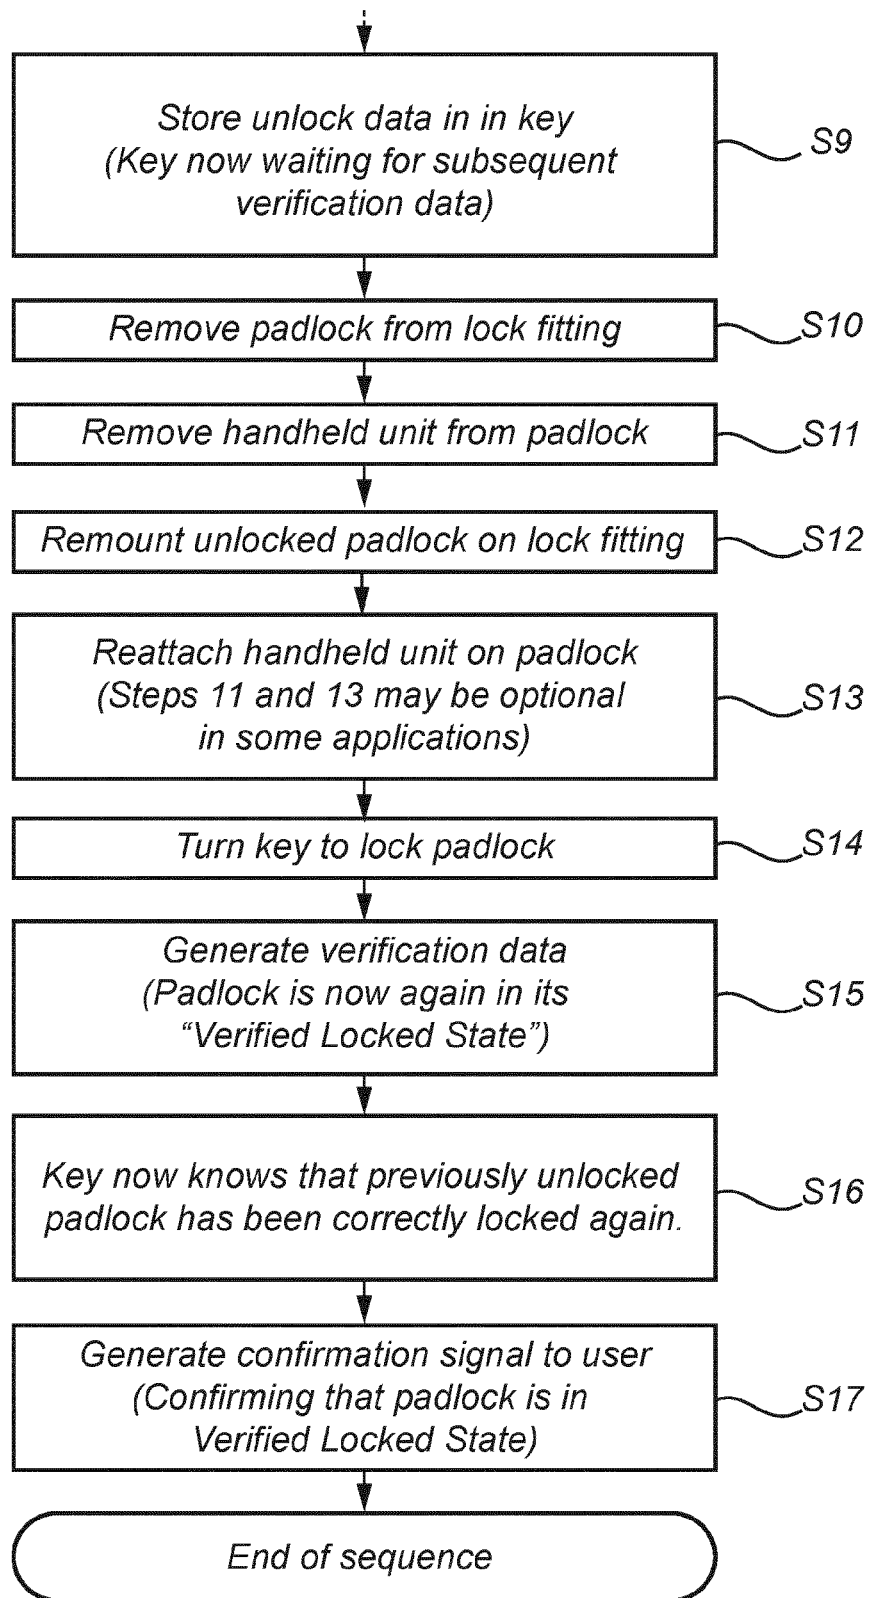 Store unlock data in in key
(Key now waiting for subsequent
verification data)
S9
Remove padlock from lock fitting
S10
Remove handheld unit from padlock
S11
Remount unlocked padlock on lock fitting
S12
Reattach handheld unit on padlock
(Steps 11 and 13 may be optional
in some applications)
S13
Turn key to lock padlock
S14
Generate verification data
(Padlock is now again in its
“Verified Locked State”)
S15
Key now knows that previously unlocked
padlock has been correctly locked again.
S16
Generate confirmation signal to user
(Confirming that padlock is in
Verified Locked State)
S17
End of sequence